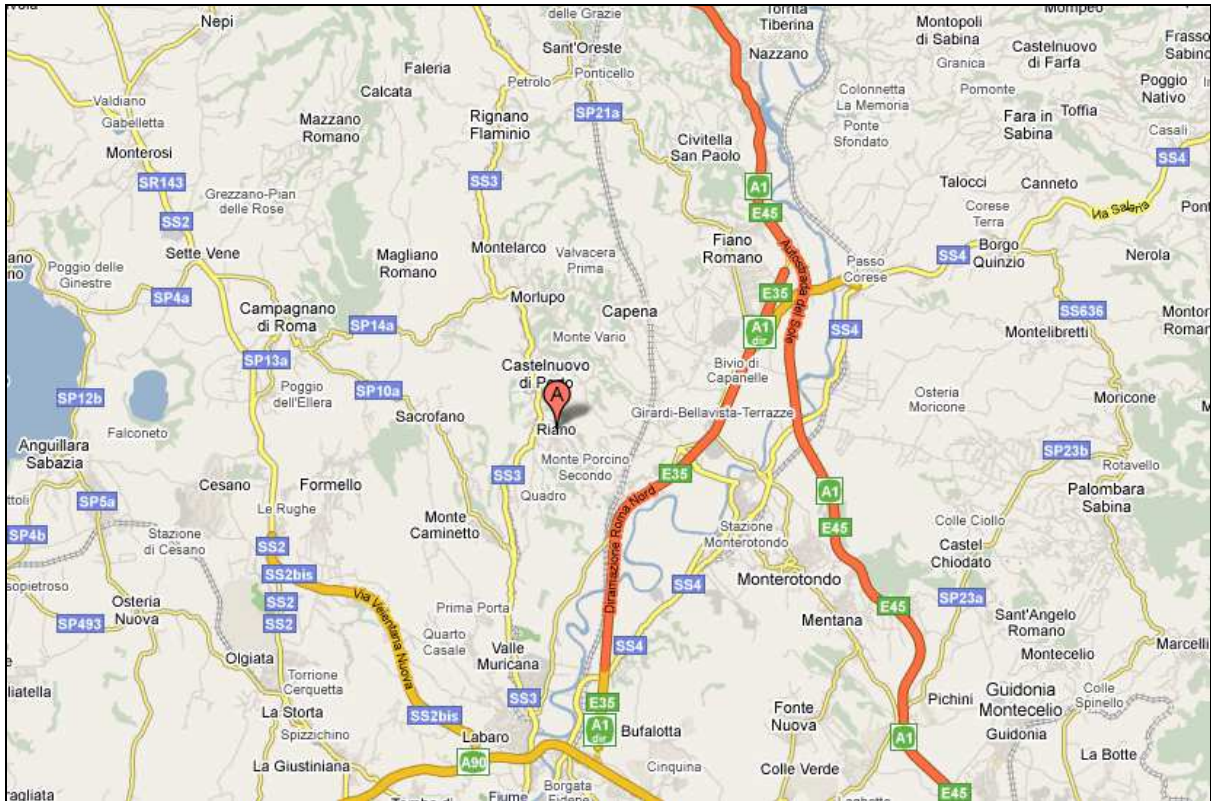 delle Grazie
Torrita
Tiberina
Mompeo
Nepi
Montopoli
di Sabina
Frasso
Sabino
Sant'Oreste
Nazzano
Castelnuovo
di Farfa
Granica
Faleria
Petrolo
Ponticello
Calcata
Colonnetta
La Memoria
Pomonte
Poggio
Nativo
Valdiano
Gabelletta
Mazzano
Romano
Rignano
Flaminio
SP21a
Ponte
Sfondato
Fara in
Sabina
Toffia
Casali
Monterosi
Civitella
San Paolo
SS4
SR143
SS3
A1
E45
Talocci
Canneto
Grezzano-Pian
delle Rose
SS2
Corese
Terra
Via Salaria
Sette Vene
Magliano
Romano
Montelarco
Valvacera
Prima
Fiano
Romano
Autostrada del Sole
Passo
Corese
SS4
Borgo
Quinzio
Nerola
Poggio delle
Ginestre
SP4a
Morlupo
E35
Campagnano
di Roma
SP14a
Capena
A1
dir
SS4
SS636
Montelibretti
Monte Vario
SP13a
Castelnuovo
di Porto
Bivio di
Capanelle
SP12b
Poggio
dell'Ellera
SP10a
A
Osteria
Moricone
Moricone
Falconeto
Sacrofano
Riano
Girardi-Bellavista-Terrazze
Anguillara
Sabazia
SS3
Monte Porcino
Secondo
E35
SP23b
Rotavello
Cesano
Formello
Quadro
A1
Palombara
Sabina
SP5a
Le Rughe
Monte
Caminetto
Diramazione Roma Nord
Stazione
Monterotondo
E45
Colle Ciollo
SP4b
Stazione
di Cesano
SS2
Castel
Chiodato
SS2bis
SS4
Monterotondo
Osteria
Nuova
SS2
Via Veientana Nuova
Prima Porta
E45
SP23a
SP493
SS2
Quarto
Casale
Mentana
Sant'Angelo
Romano
Olgiata
Valle
Muricana
SS4
Montecelio
Marcelli
Torrione
Cerquetta
SS3
E35
Pichini
Guidonia
Montecelio
Colle
Spinello
La Storta
SS2bis
A1
dir
Bufalotta
Fonte
Nuova
Spizzichino
Labaro
A1
Guidonia
La Giustiniana
A90
Cinquina
Colle Verde
La Botte
Borgata
Fidene
Fiume
E45